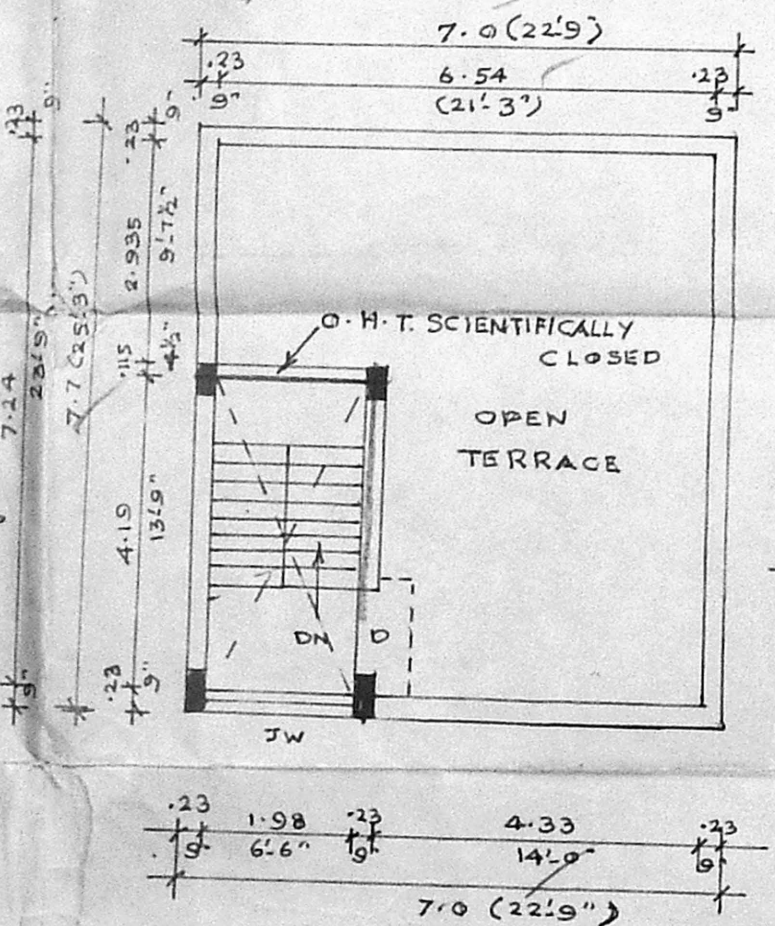 7.0 (22'9")
.23 6.54 .23
9" (21'-3") 9"
.23
9"
7.24
23'-9"
7.7 (25'-3")
.23
9"
2.935
9'-7½"
.115
4½"
4.19
13'-9"
.23
9"
9"
O.H.T. SCIENTIFICALLY
CLOSED
OPEN
TERRACE
DN D
JW
.23 1.98 .23 4.33 .23
9" 6'-6" 9" 14'-0" 9"
7.0 (22'9")